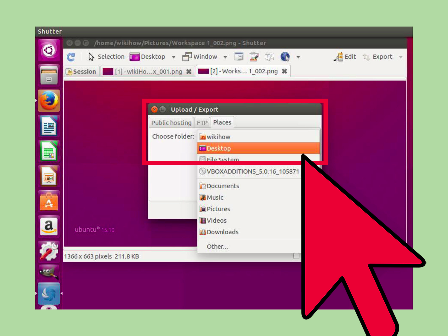 Shutter
/home/wikihow/Pictures/Workspace 1_002.png - Shutter
Selection Desktop Window Edit Export
Session [1] - wikiHo...x_001.png [2] - Works... 1_002.png
Upload / Export
Public hosting FTP Places
Choose folder: wikihow
Desktop
File System
VBOXADDITIONS_5.0.16_105871
Documents
Music
Pictures
Videos
Downloads
Other...
ubuntu
1366 x 663 pixels 211.8 KB